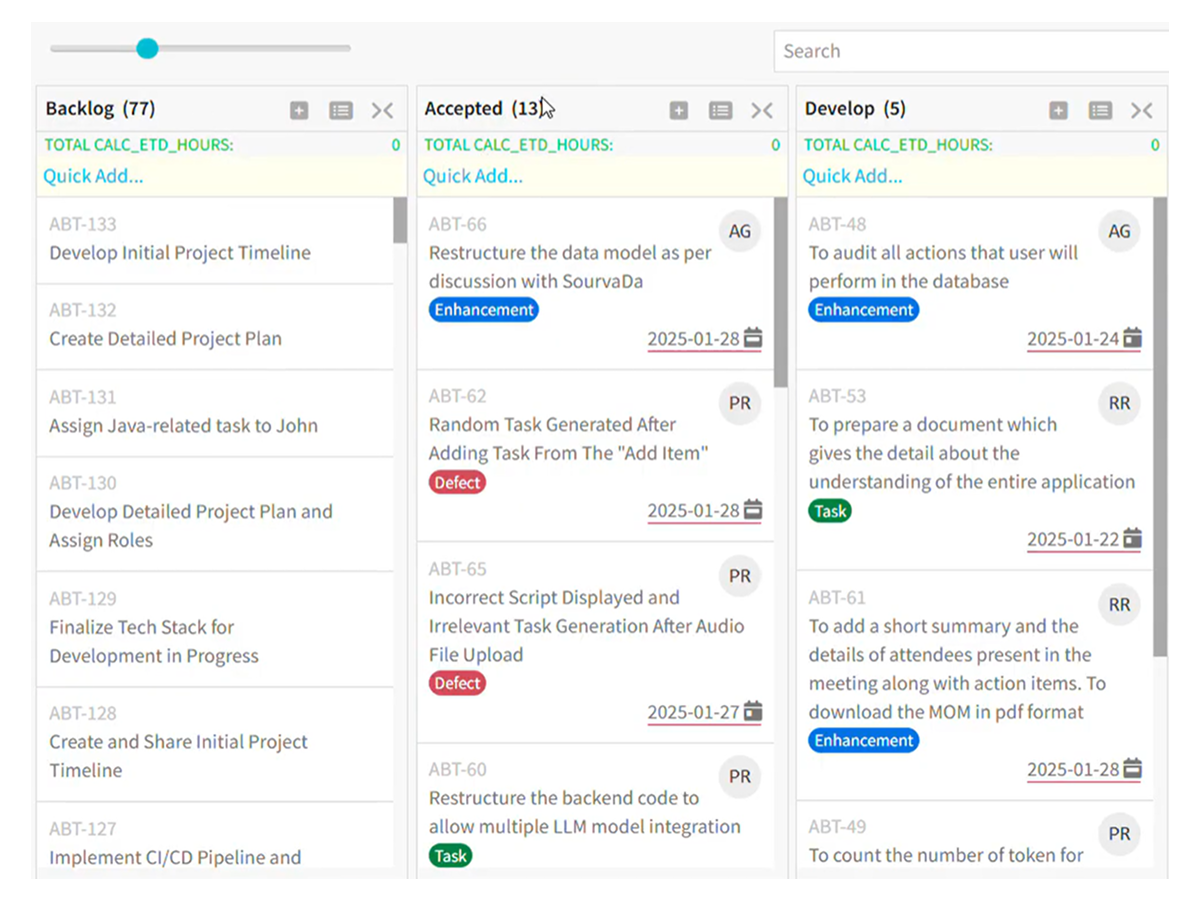 Search
Backlog (77)
TOTAL CALC_ETD_HOURS: 0
Quick Add...
ABT-133
Develop Initial Project Timeline
ABT-132
Create Detailed Project Plan
ABT-131
Assign Java-related task to John
ABT-130
Develop Detailed Project Plan and
Assign Roles
ABT-129
Finalize Tech Stack for
Development in Progress
ABT-128
Create and Share Initial Project
Timeline
ABT-127
Implement CI/CD Pipeline and
Accepted (13)
TOTAL CALC_ETD_HOURS: 0
Quick Add...
ABT-66
AG
Restructure the data model as per
discussion with SourvaDa
Enhancement
2025-01-28
ABT-62
PR
Random Task Generated After
Adding Task From The "Add Item"
Defect
2025-01-28
ABT-65
PR
Incorrect Script Displayed and
Irrelevant Task Generation After Audio
File Upload
Defect
2025-01-27
ABT-60
PR
Restructure the backend code to
allow multiple LLM model integration
Task
Develop (5)
TOTAL CALC_ETD_HOURS: 0
Quick Add...
ABT-48
AG
To audit all actions that user will
perform in the database
Enhancement
2025-01-24
ABT-53
RR
To prepare a document which
gives the detail about the
understanding of the entire application
Task
2025-01-22
ABT-61
RR
To add a short summary and the
details of attendees present in the
meeting along with action items. To
download the MOM in pdf format
Enhancement
2025-01-28
ABT-49
PR
To count the number of token for